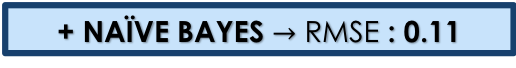 + NAÏVE BAYES → RMSE : 0.11